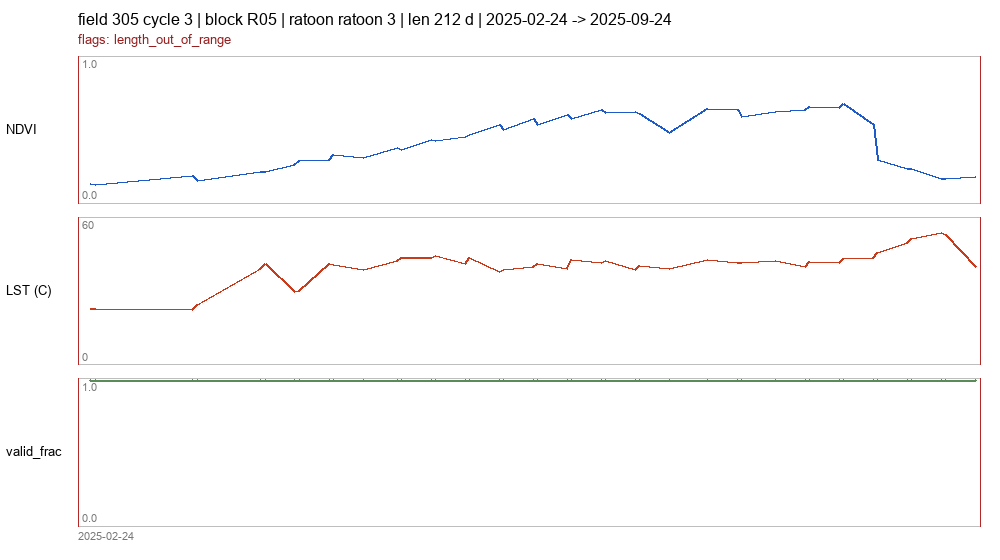 field 305 cycle 3 | block R05 | ratoon ratoon 3 | len 212 d | 2025-02-24 -> 2025-09-24
flags: length_out_of_range
1.0
NDVI
0.0
60
LST (C)
0
1.0
valid_frac
0.0
2025-02-24